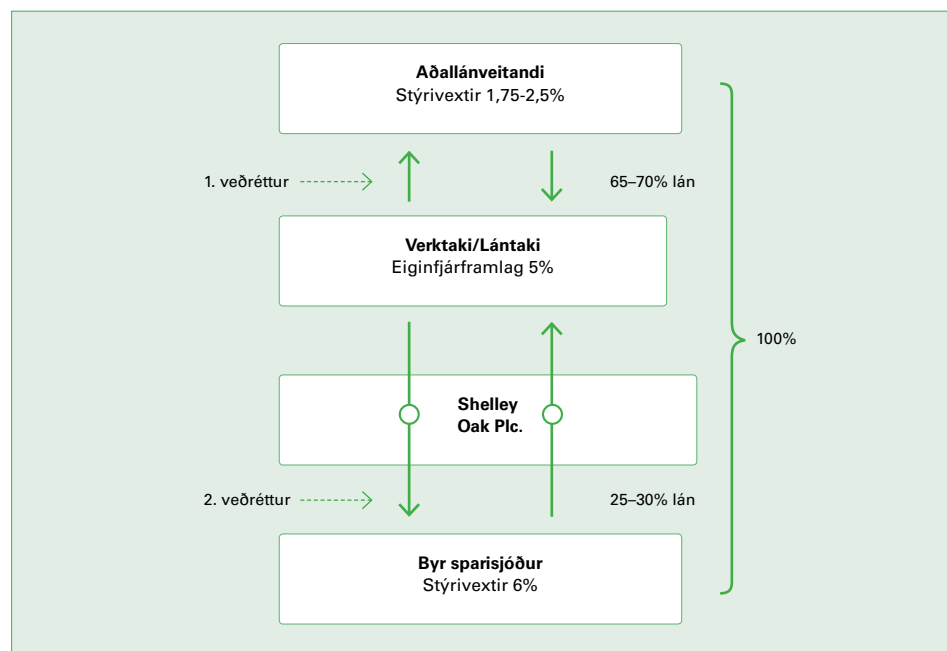 Aðallánveitandi
Stýrivextir 1,75-2,5%
1. veðréttur
65–70% lán
Verktaki/Lántaki
Eiginfjárframlag 5%
100%
Shelley
Oak Plc.
2. veðréttur
25–30% lán
Byr sparisjóður
Stýrivextir 6%